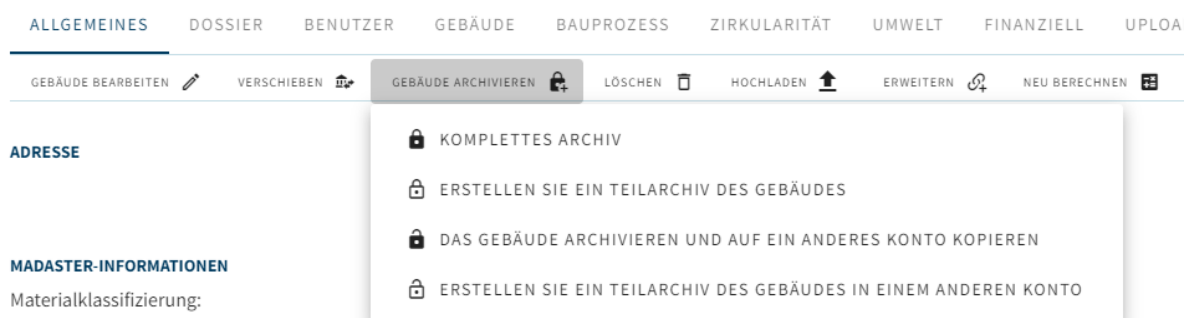 ALLGEMEINES DOSSIER BENUTZER GEBÄUDE BAUPROZESS ZIRKULARITÄT UMWELT FINANZIELL UPLOA
GEBÄUDE BEARBEITEN VERSCHIEBEN GEBÄUDE ARCHIVIEREN LÖSCHEN HOCHLADEN ERWEITERN NEU BERECHNEN
KOMPLETTES ARCHIV
ADRESSE
ERSTELLEN SIE EIN TEILARCHIV DES GEBÄUDES
DAS GEBÄUDE ARCHIVIEREN UND AUF EIN ANDERES KONTO KOPIEREN
MADASTER-INFORMATIONEN
ERSTELLEN SIE EIN TEILARCHIV DES GEBÄUDES IN EINEM ANDEREN KONTO
Materialklassifizierung: